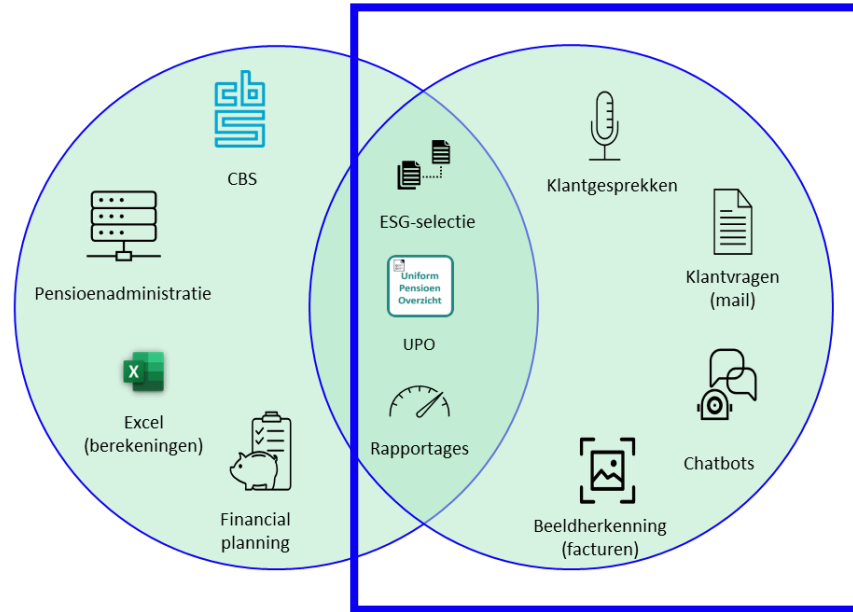 cbs
CBS
Pensioenadministratie
X
Excel
(berekeningen)
Financial
planning
ESG-selectie
Uniform
Pensioen
Overzicht
UPO
Rapportages
Klantgesprekken
Klantvragen
(mail)
Chatbots
Beeldherkenning
(facturen)